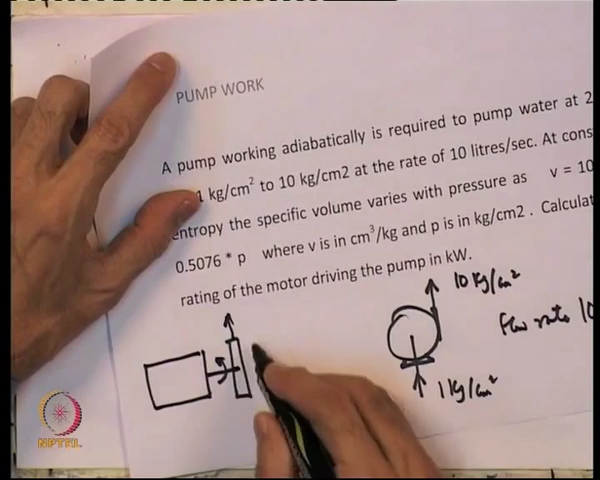 PUMP WORK
A pump working adiabatically is required to pump water at 2
1 kg/cm² to 10 kg/cm2 at the rate of 10 litres/sec. At cons
entropy the specific volume varies with pressure as v = 10
0.5076 * p where v is in cm³/kg and p is in kg/cm2 . Calculat
rating of the motor driving the pump in kW.
10 Kg/cm²
Flow rate 10
1 Kg/cm²
NPTEL